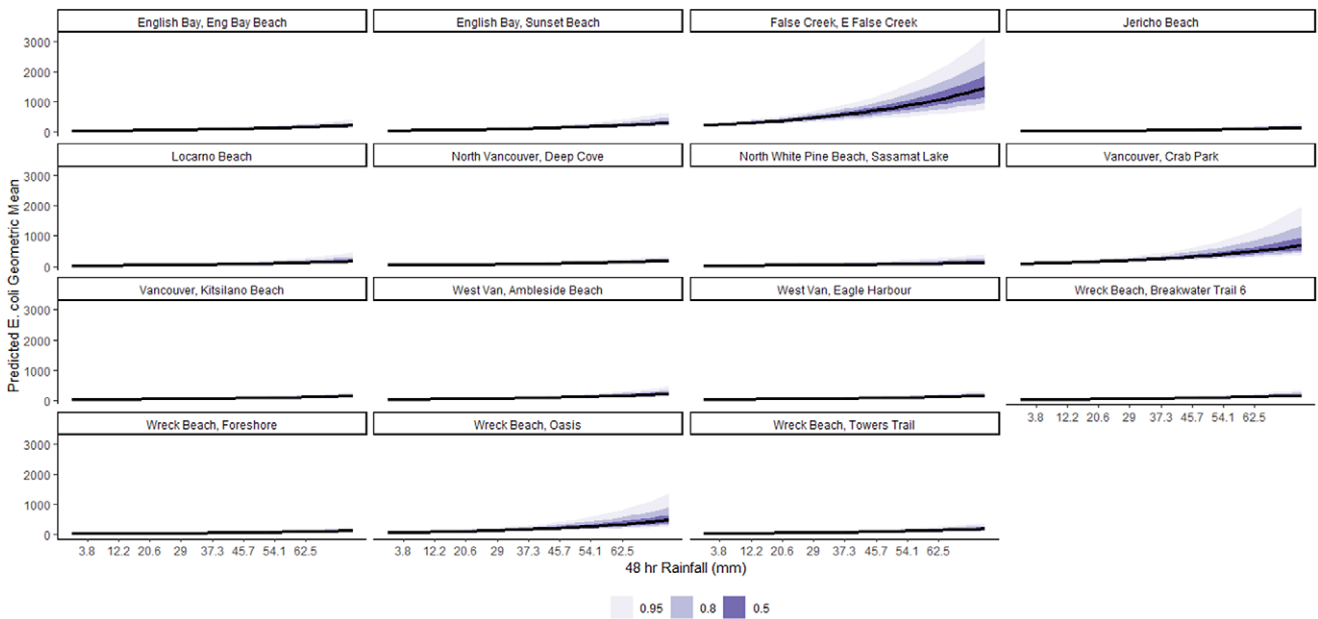 English Bay, Eng Bay Beach
English Bay, Sunset Beach
False Creek, E False Creek
Jericho Beach
3000
2000
1000
0
Locarno Beach
North Vancouver, Deep Cove
North White Pine Beach, Sasamat Lake
Vancouver, Crab Park
3000
2000
1000
0
Vancouver, Kitsilano Beach
West Van, Ambleside Beach
West Van, Eagle Harbour
Wreck Beach, Breakwater Trail 6
3000
2000
1000
0
3.8 12.2 20.6 29 37.3 45.7 54.1 62.5
Wreck Beach, Foreshore
Wreck Beach, Oasis
Wreck Beach, Towers Trail
3000
2000
1000
0
3.8 12.2 20.6 29 37.3 45.7 54.1 62.5
3.8 12.2 20.6 29 37.3 45.7 54.1 62.5
3.8 12.2 20.6 29 37.3 45.7 54.1 62.5
Predicted E. coli Geometric Mean
48 hr Rainfall (mm)
0.95 0.8 0.5